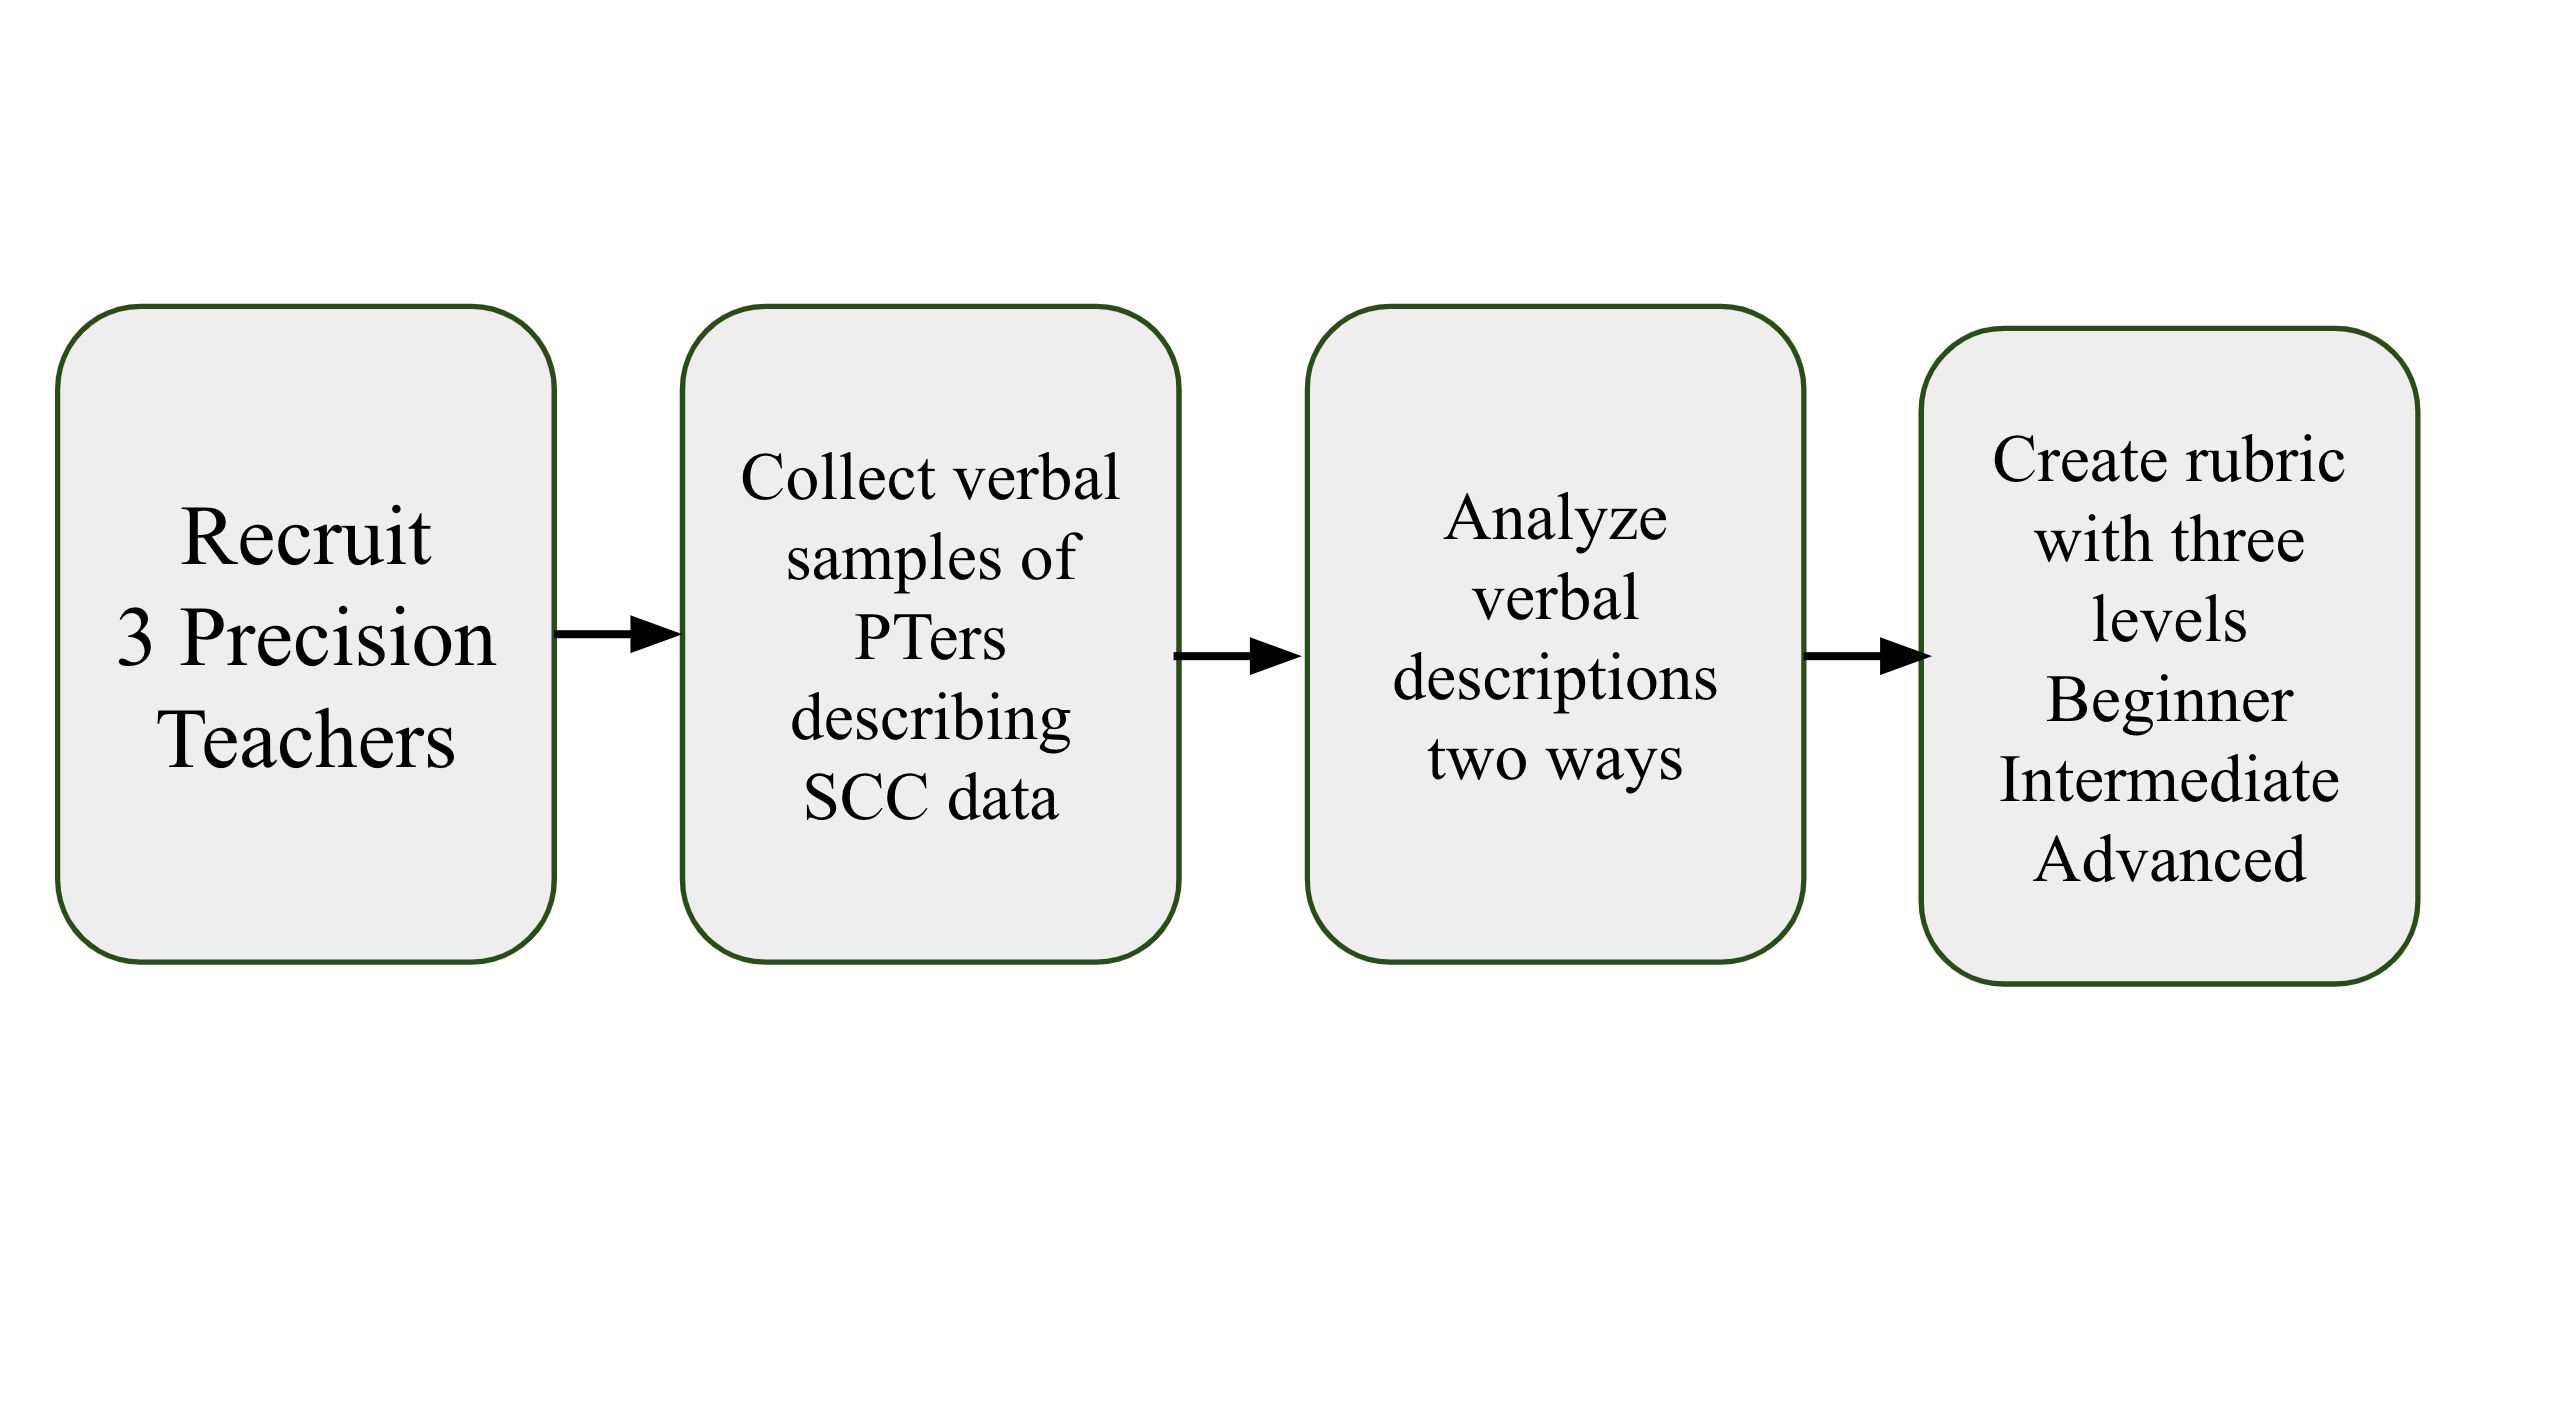 Recruit
3 Precision
Teachers
Collect verbal
samples of
PTers
describing
SCC data
Analyze
verbal
descriptions
two ways
Create rubric
with three
levels
Beginner
Intermediate
Advanced